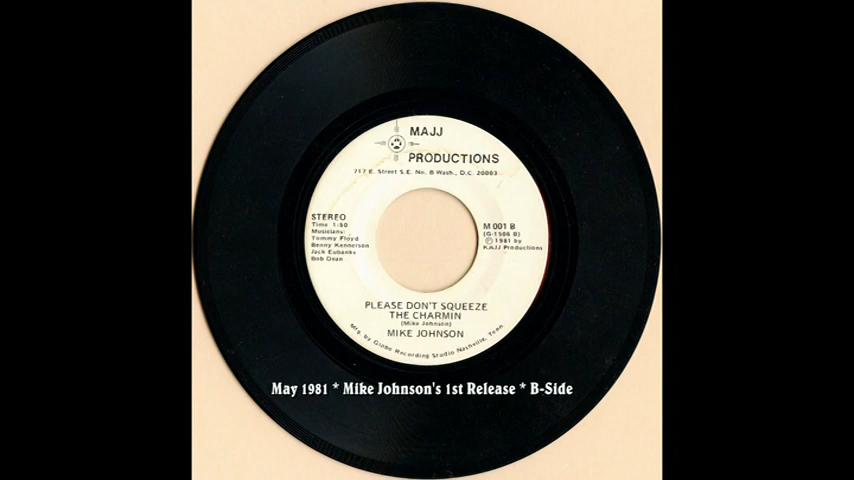 MAJJ
PRODUCTIONS
717 E. Street S.E. No. B Wash., D.C. 20003
STEREO
Time 1:50
Musicians:
Tommy Floyd
Benny Kennerson
Jack Eubanks
Bob Dean
M 001 B
(G-1506 B)
Ⓟ 1981 by
MAJJ Productions
PLEASE DON'T SQUEEZE
THE CHARMIN
(Mike Johnson)
MIKE JOHNSON
Mfg. by Globe Recording Studio Nashville, Tenn.
May 1981 * Mike Johnson's 1st Release * B-Side